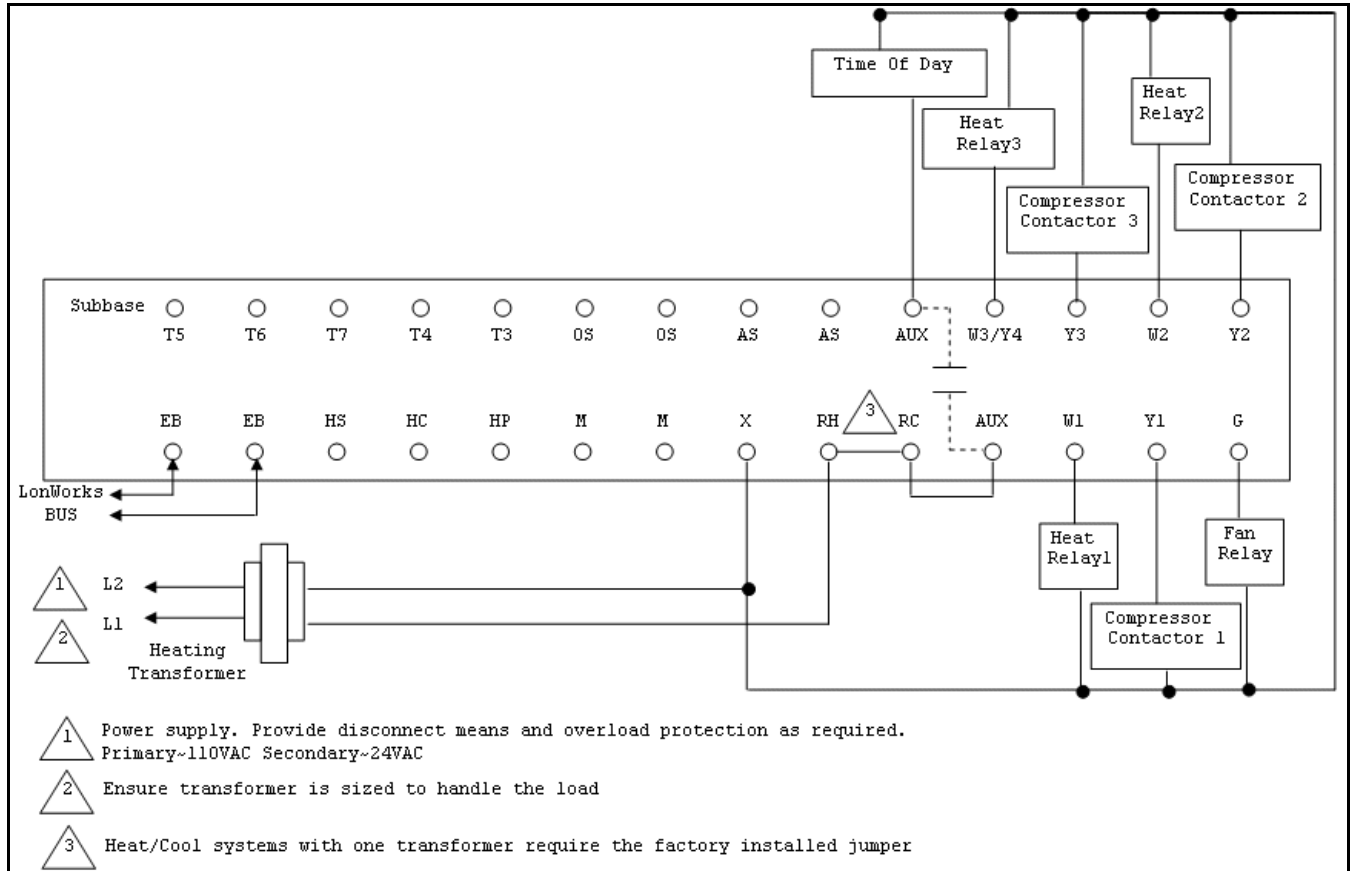 Time Of Day
Heat
Relay3
Heat
Relay2
Compressor
Contactor 3
Compressor
Contactor 2
Subbase
T5 T6 T7 T4 T3 OS OS AS AS AUX W3/Y4 Y3 W2 Y2
EB EB HS HC HP M M X RH 3 RC AUX W1 Y1 G
LonWorks
BUS
Heat
Relay1
Fan
Relay
Compressor
Contactor 1
1 L2
2 L1
Heating
Transformer
1 Power supply. Provide disconnect means and overload protection as required.
Primary~110VAC Secondary~24VAC
2 Ensure transformer is sized to handle the load
3 Heat/Cool systems with one transformer require the factory installed jumper